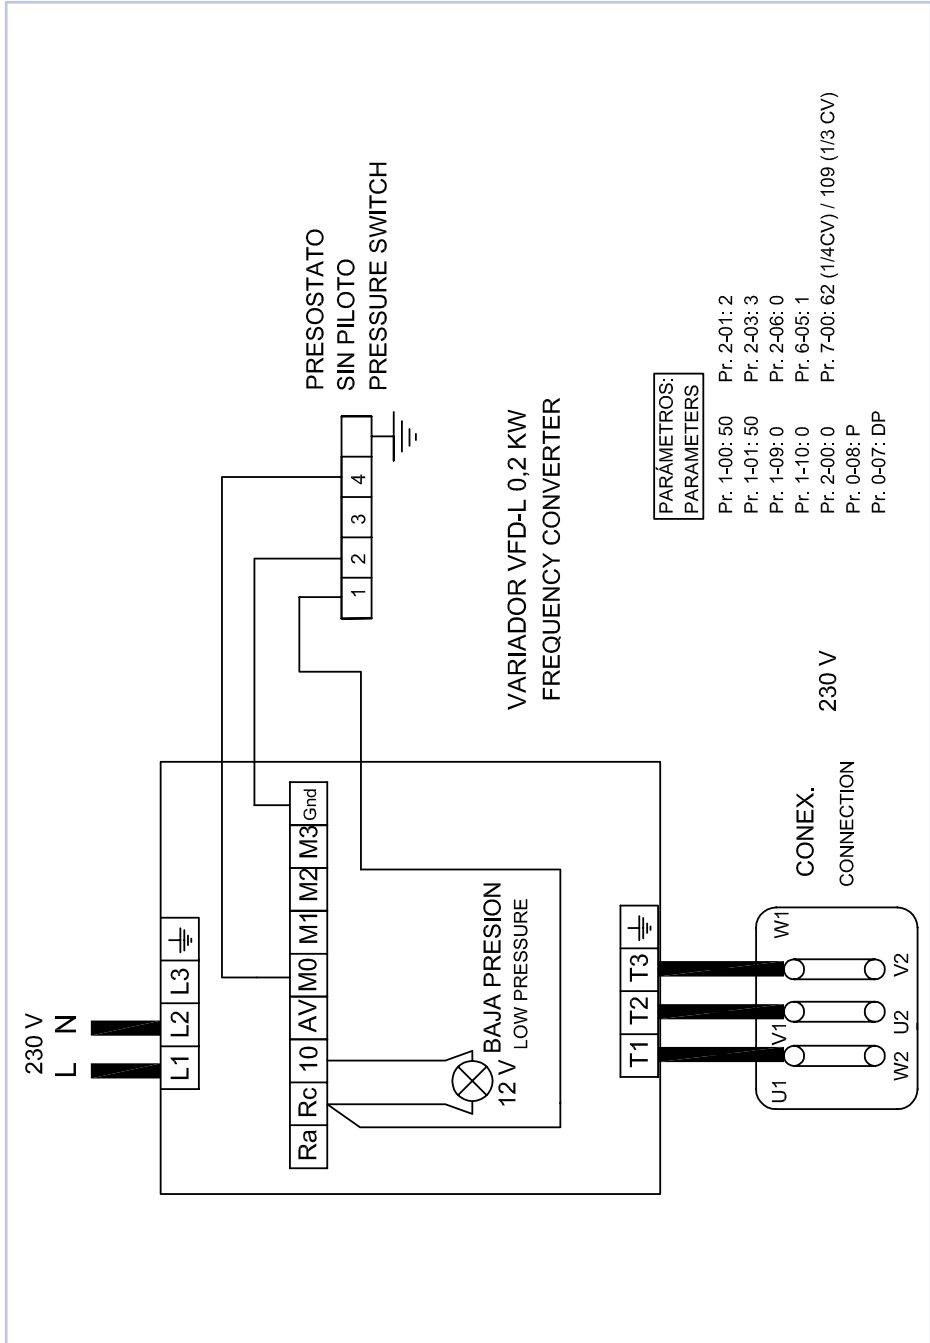 230 V
L N
L1 L2 L3
Ra Rc 10 AV M0 M1 M2 M3 Gnd
12 V
BAJA PRESION
LOW PRESSURE
T1 T2 T3
U1 V1 W1
W2 U2 V2
CONEX.
CONNECTION
230 V
PRESOSTATO
SIN PILOTO
PRESSURE SWITCH
1 2 3 4
VARIADOR VFD-L 0,2 KW
FREQUENCY CONVERTER
PARÁMETROS:
PARAMETERS
Pr. 1-00: 50 Pr. 2-01: 2
Pr. 1-01: 50 Pr. 2-03: 3
Pr. 1-09: 0 Pr. 2-06: 0
Pr. 1-10: 0 Pr. 6-05: 1
Pr. 2-00: 0 Pr. 7-00: 62 (1/4CV) / 109 (1/3 CV)
Pr. 0-08: P
Pr. 0-07: DP